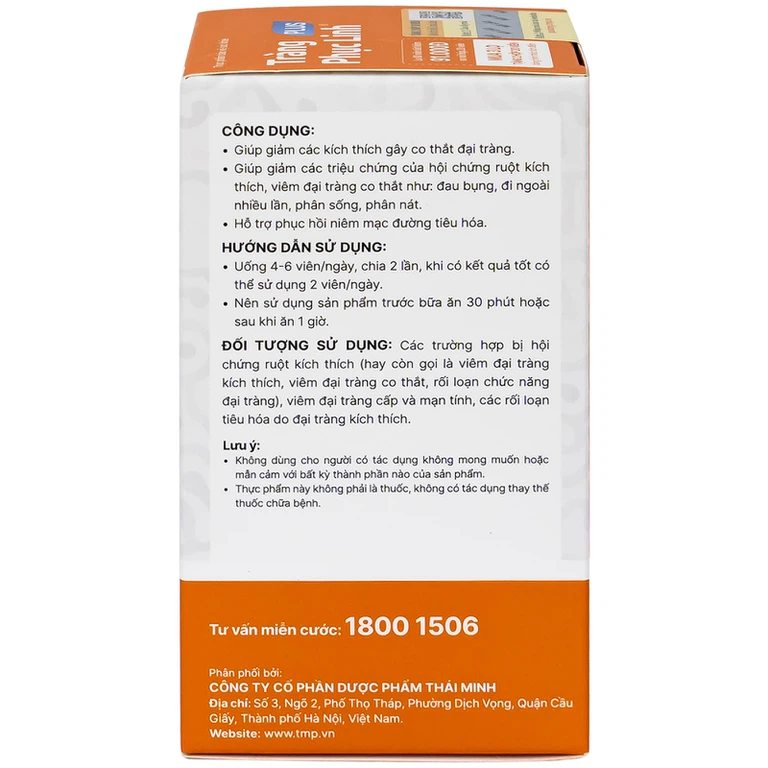 Tràng PLUS
Phục Linh
CÔNG DỤNG:
• Giúp giảm các kích thích gây co thắt đại tràng.
• Giúp giảm các triệu chứng của hội chứng ruột kích
thích, viêm đại tràng co thắt như: đau bụng, đi ngoài
nhiều lần, phân sống, phân nát.
• Hỗ trợ phục hồi niêm mạc đường tiêu hóa.
HƯỚNG DẪN SỬ DỤNG:
• Uống 4-6 viên/ngày, chia 2 lần, khi có kết quả tốt có
thể sử dụng 2 viên/ngày.
• Nên sử dụng sản phẩm trước bữa ăn 30 phút hoặc
sau khi ăn 1 giờ.
ĐỐI TƯỢNG SỬ DỤNG: Các trường hợp bị hội
chứng ruột kích thích (hay còn gọi là viêm đại tràng
kích thích, viêm đại tràng co thắt, rối loạn chức năng
đại tràng), viêm đại tràng cấp và mạn tính, các rối loạn
tiêu hóa do đại tràng kích thích.
Lưu ý:
• Không dùng cho người có tác dụng không mong muốn hoặc
mẫn cảm với bất kỳ thành phần nào của sản phẩm.
• Thực phẩm này không phải là thuốc, không có tác dụng thay thế
thuốc chữa bệnh.
Tư vấn miễn cước: 1800 1506
Phân phối bởi:
CÔNG TY CỔ PHẦN DƯỢC PHẨM THÁI MINH
Địa chỉ: Số 3, Ngõ 2, Phố Thọ Tháp, Phường Dịch Vọng, Quận Cầu
Giấy, Thành phố Hà Nội, Việt Nam.
Website: www.tmp.vn